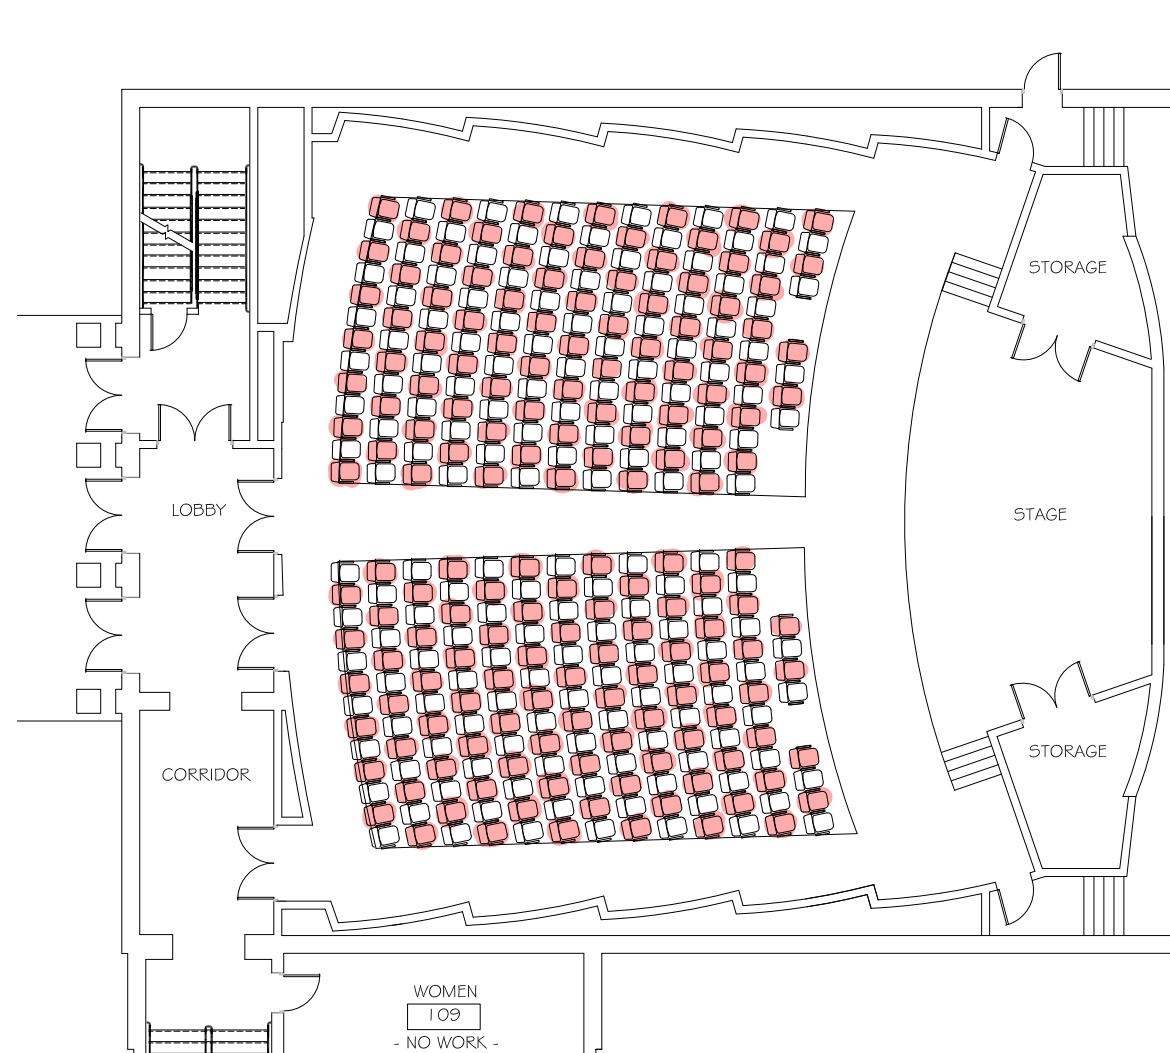 STORAGE
LOBBY
STAGE
STORAGE
CORRIDOR
WOMEN
109
- NO WORK -